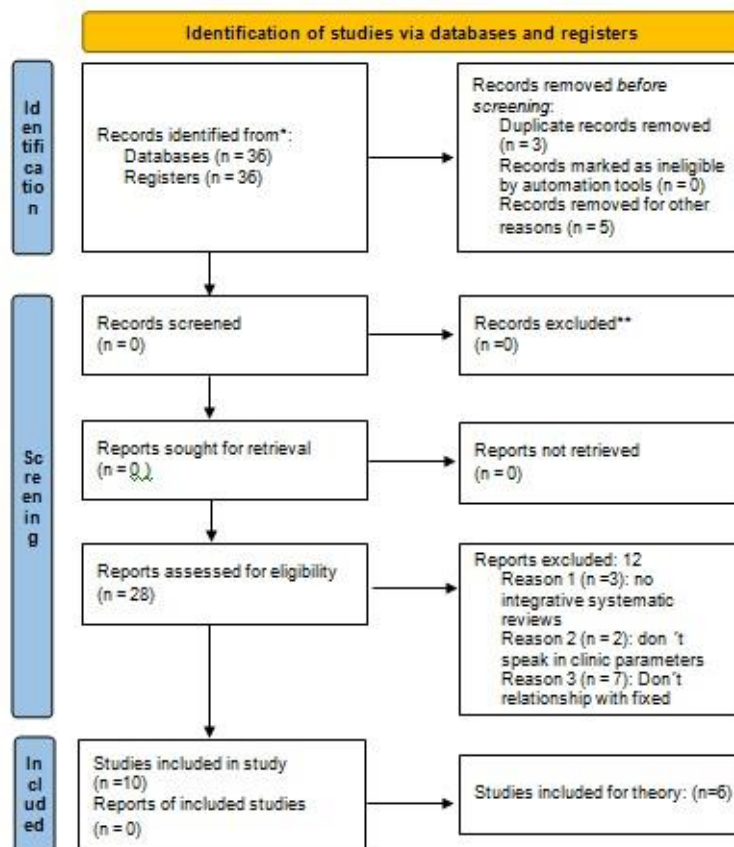 Identification of studies via databases and registers
Id
en
tifi
ca
tio
n
Records identified from*:
Databases (n = 36)
Registers (n = 36)
Records removed before
screening:
Duplicate records removed
(n = 3)
Records marked as ineligible
by automation tools (n = 0)
Records removed for other
reasons (n = 5)
Sc
re
en
in
g
Records screened
(n = 0)
Records excluded**
(n =0)
Reports sought for retrieval
(n = 0 )
Reports not retrieved
(n = 0)
Reports assessed for eligibility
(n = 28)
Reports excluded: 12
Reason 1 (n =3): no
integrative systematic
reviews
Reason 2 (n = 2): don ´t
speak in clinic parameters
Reason 3 (n = 7): Don´t
relationship with fixed
In
cl
ud
ed
Studies included in study
(n =10)
Reports of included studies
(n = 0)
Studies included for theory: (n=6)